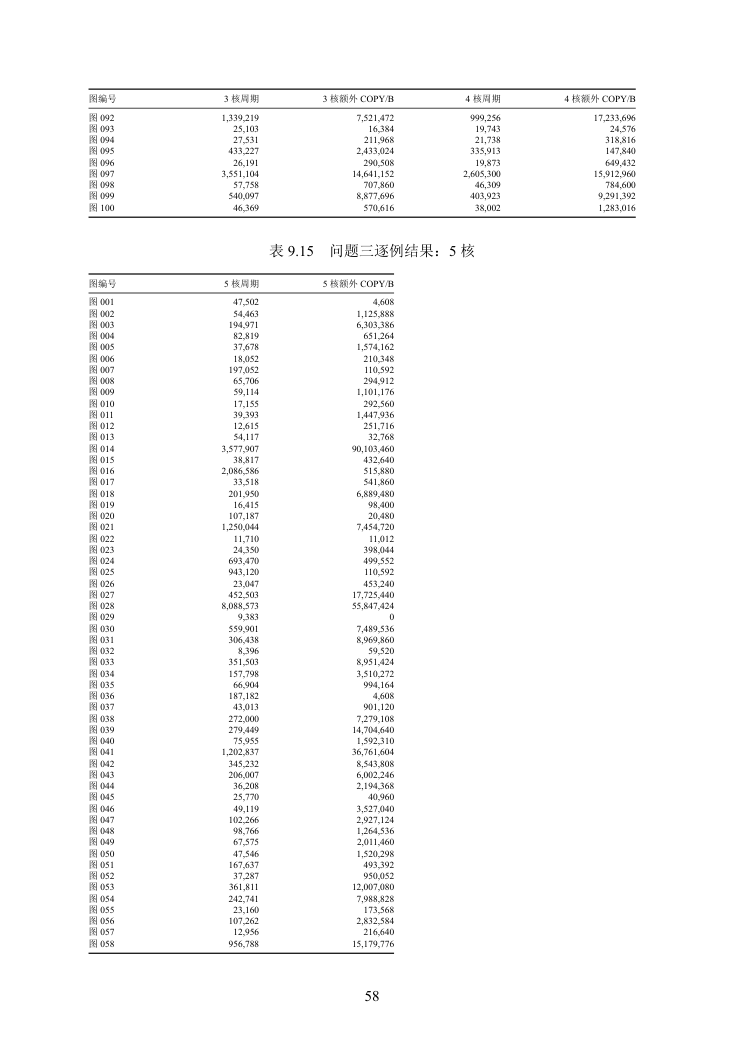 图编号 3 核周期 3 核额外 COPY/B 4 核周期 4 核额外 COPY/B
图 092 1,339,219 7,521,472 999,256 17,233,696
图 093 25,103 16,384 19,743 24,576
图 094 27,531 211,968 21,738 318,816
图 095 433,227 2,433,024 335,913 147,840
图 096 26,191 290,508 19,873 649,432
图 097 3,551,104 14,641,152 2,605,300 15,912,960
图 098 57,758 707,860 46,309 784,600
图 099 540,097 8,877,696 403,923 9,291,392
图 100 46,369 570,616 38,002 1,283,016
表 9.15 问题三逐例结果：5 核
图编号 5 核周期 5 核额外 COPY/B
图 001 47,502 4,608
图 002 54,463 1,125,888
图 003 194,971 6,303,386
图 004 82,819 651,264
图 005 37,678 1,574,162
图 006 18,052 210,348
图 007 197,052 110,592
图 008 65,706 294,912
图 009 59,114 1,101,176
图 010 17,155 292,560
图 011 39,393 1,447,936
图 012 12,615 251,716
图 013 54,117 32,768
图 014 3,577,907 90,103,460
图 015 38,817 432,640
图 016 2,086,586 515,880
图 017 33,518 541,860
图 018 201,950 6,889,480
图 019 16,415 98,400
图 020 107,187 20,480
图 021 1,250,044 7,454,720
图 022 11,710 11,012
图 023 24,350 398,044
图 024 693,470 499,552
图 025 943,120 110,592
图 026 23,047 453,240
图 027 452,503 17,725,440
图 028 8,088,573 55,847,424
图 029 9,383 0
图 030 559,901 7,489,536
图 031 306,438 8,969,860
图 032 8,396 59,520
图 033 351,503 8,951,424
图 034 157,798 3,510,272
图 035 66,904 994,164
图 036 187,182 4,608
图 037 43,013 901,120
图 038 272,000 7,279,108
图 039 279,449 14,704,640
图 040 75,955 1,592,310
图 041 1,202,837 36,761,604
图 042 345,232 8,543,808
图 043 206,007 6,002,246
图 044 36,208 2,194,368
图 045 25,770 40,960
图 046 49,119 3,527,040
图 047 102,266 2,927,124
图 048 98,766 1,264,536
图 049 67,575 2,011,460
图 050 47,546 1,520,298
图 051 167,637 493,392
图 052 37,287 950,052
图 053 361,811 12,007,080
图 054 242,741 7,988,828
图 055 23,160 173,568
图 056 107,262 2,832,584
图 057 12,956 216,640
图 058 956,788 15,179,776
58